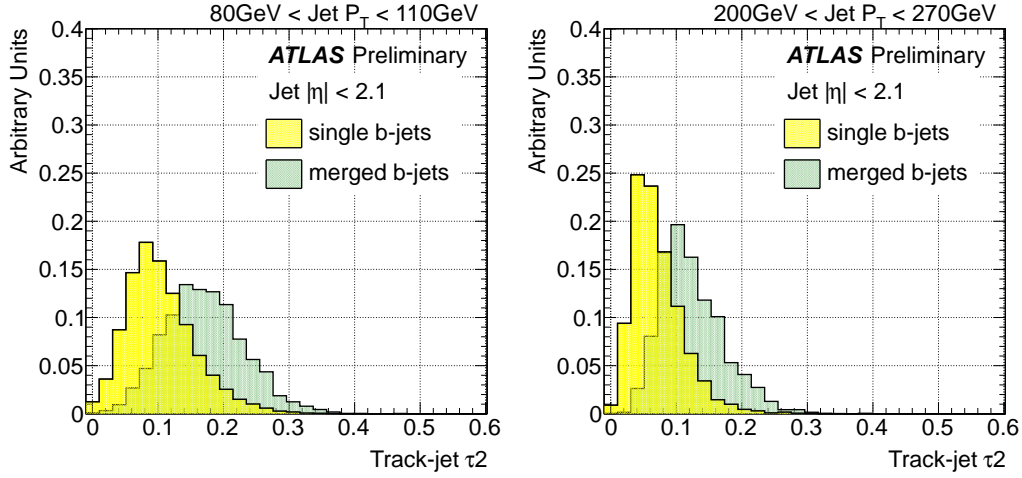 80GeV < Jet P_T < 110GeV
Arbitrary Units
0.4
0.35
0.3
0.25
0.2
0.15
0.1
0.05
0
ATLAS Preliminary
Jet |η| < 2.1
single b-jets
merged b-jets
0 0.1 0.2 0.3 0.4 0.5 0.6
Track-jet τ2
200GeV < Jet P_T < 270GeV
Arbitrary Units
0.4
0.35
0.3
0.25
0.2
0.15
0.1
0.05
0
ATLAS Preliminary
Jet |η| < 2.1
single b-jets
merged b-jets
0 0.1 0.2 0.3 0.4 0.5 0.6
Track-jet τ2